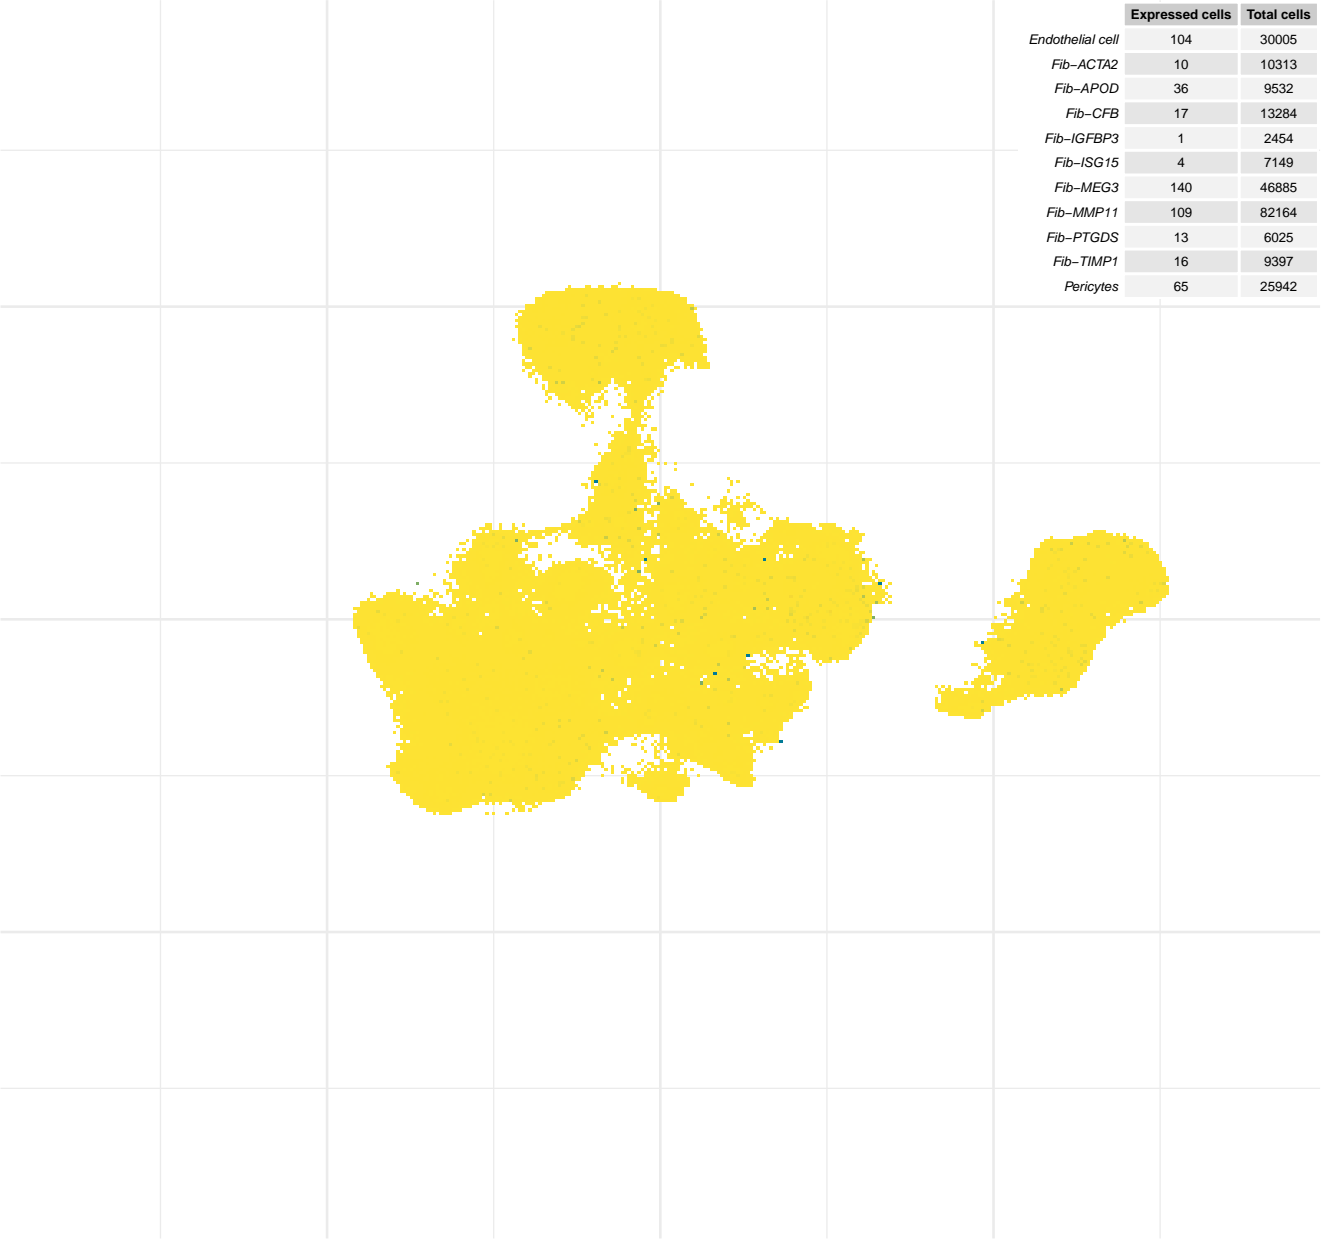 Expressed cells Total cells
Endothelial cell 104 30005
Fib−ACTA2 10 10313
Fib−APOD 36 9532
Fib−CFB 17 13284
Fib−IGFBP3 1 2454
Fib−ISG15 4 7149
Fib−MEG3 140 46885
Fib−MMP11 109 82164
Fib−PTGDS 13 6025
Fib−TIMP1 16 9397
Pericytes 65 25942